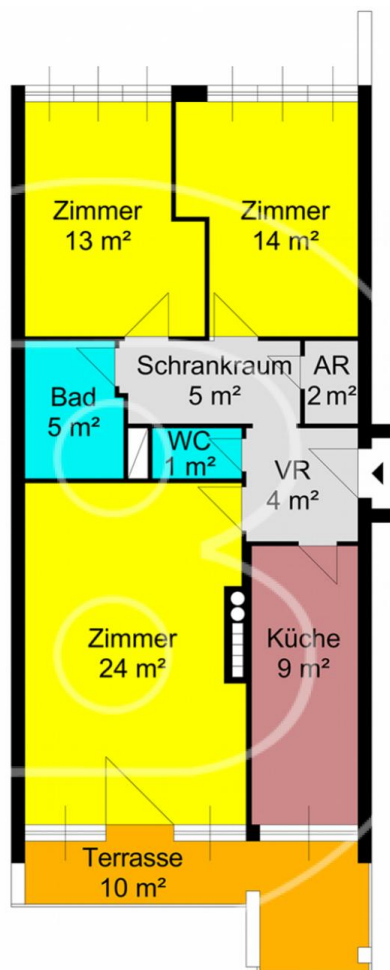 Zimmer
13 m²
Zimmer
14 m²
Schrankraum
5 m²
AR
2 m²
Bad
5 m²
WC
1 m²
VR
4 m²
Zimmer
24 m²
Küche
9 m²
Terrasse
10 m²